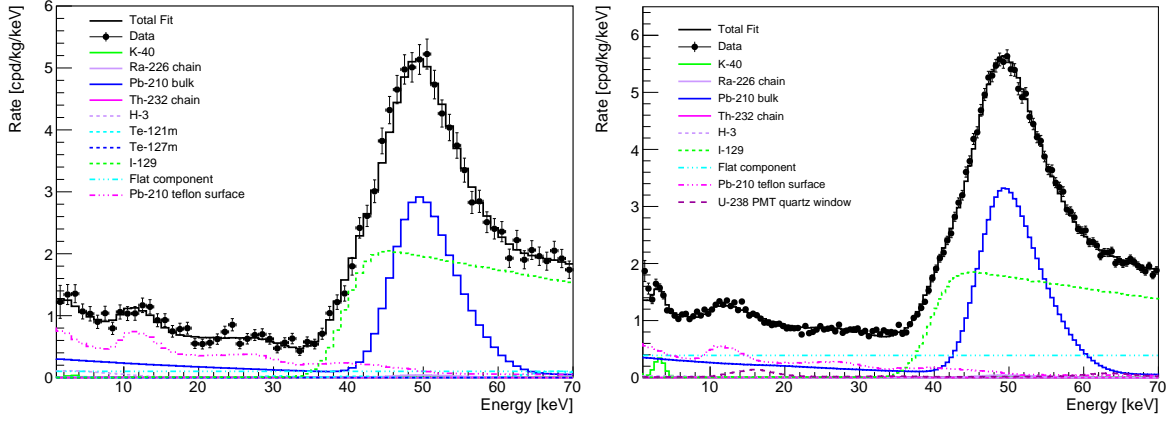 Rate [cpd/kg/keV]
6
5
4
3
2
1
0
Total Fit
Data
K-40
Ra-226 chain
Pb-210 bulk
Th-232 chain
H-3
Te-121m
Te-127m
I-129
Flat component
Pb-210 teflon surface
10 20 30 40 50 60 70
Energy [keV]
Rate [cpd/kg/keV]
6
5
4
3
2
1
0
Total Fit
Data
K-40
Ra-226 chain
Pb-210 bulk
Th-232 chain
H-3
I-129
Flat component
Pb-210 teflon surface
U-238 PMT quartz window
10 20 30 40 50 60 70
Energy [keV]